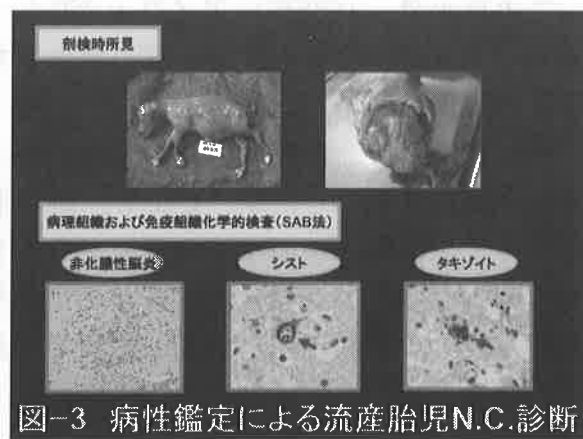 剖検時所見
病理組織および免疫組織化学的検査(SAB法)
非化膿性脳炎
シスト
タキゾイト
図-3 病性鑑定による流産胎児N.C.診断